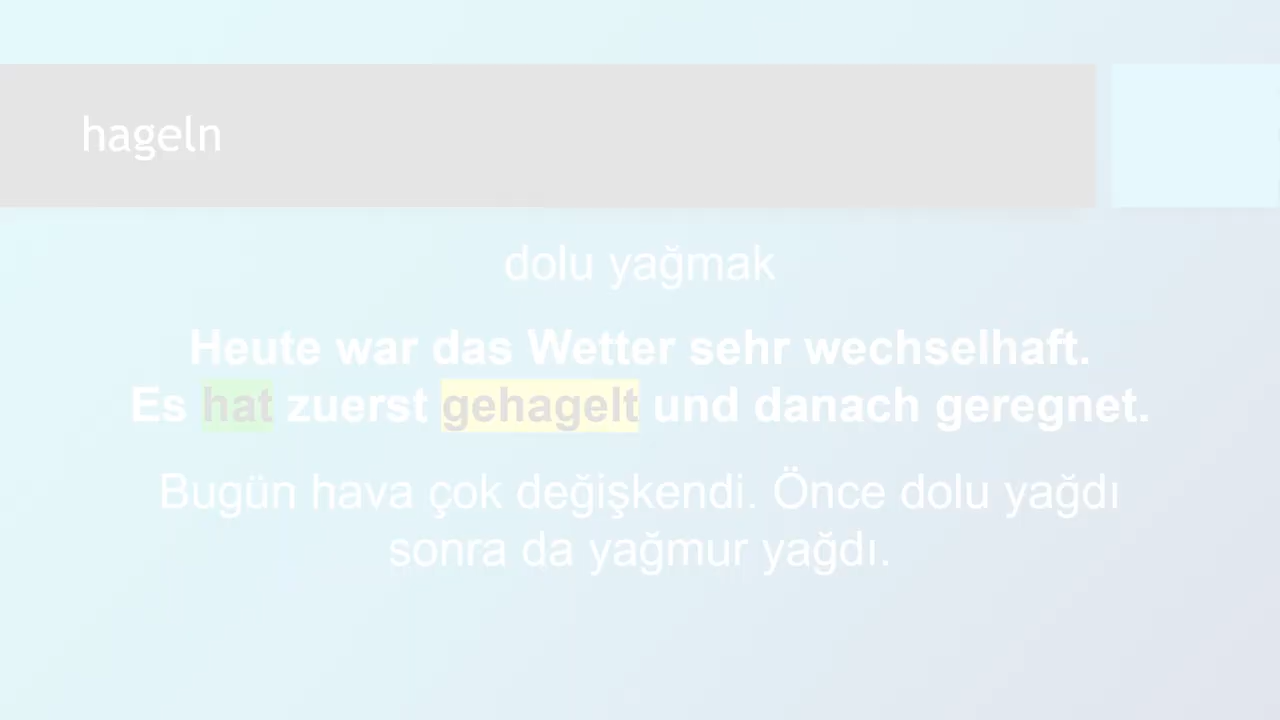 hageln
dolu yağmak
Heute war das Wetter sehr wechselhaft.
Es hat zuerst gehagelt und danach geregnet.
Bugün hava çok değişkendi. Önce dolu yağdı
sonra da yağmur yağdı.